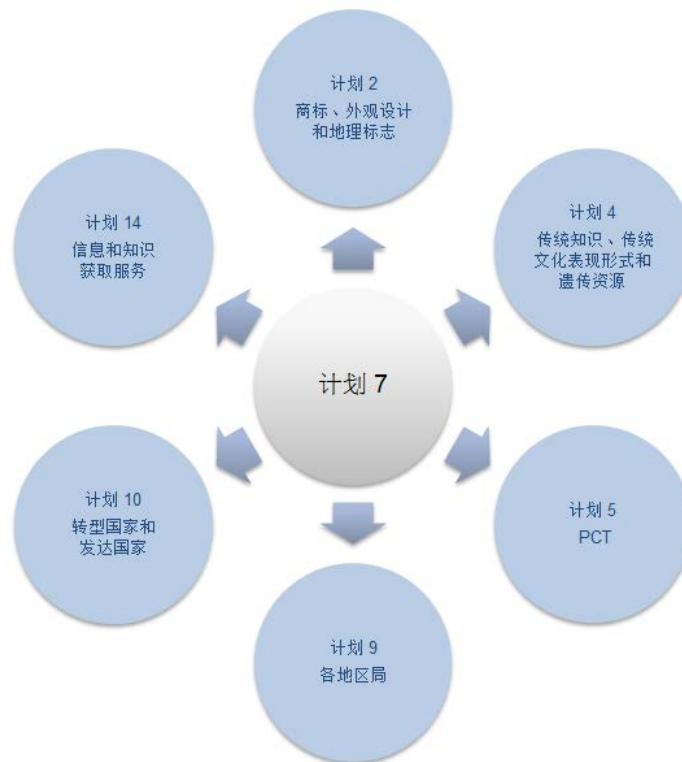 计划 2
商标、外观设计
和地理标志
计划 14
信息和知识
获取服务
计划 4
传统知识、传统
文化表现形式和
遗传资源
计划 7
计划 10
转型国家和
发达国家
计划 5
PCT
计划 9
各地区局